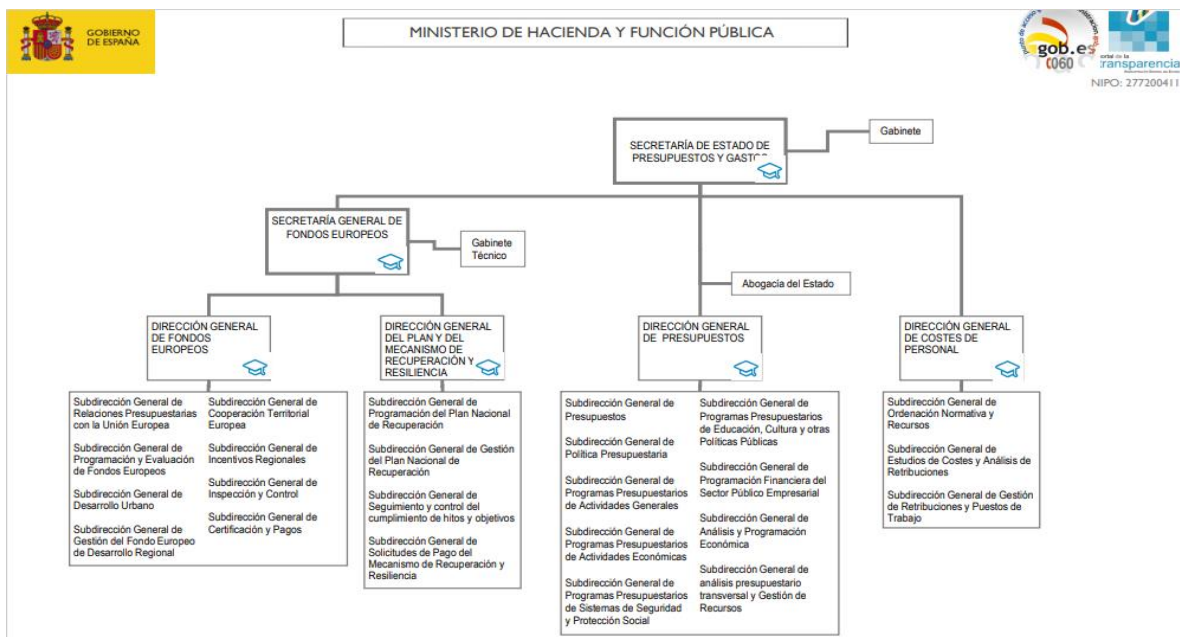 GOBIERNO
DE ESPAÑA
MINISTERIO DE HACIENDA Y FUNCIÓN PÚBLICA
gob.es
060
portal de la
transparencia
NIPO: 277200411
SECRETARÍA DE ESTADO DE
PRESUPUESTOS Y GASTOS
Gabinete
SECRETARÍA GENERAL DE
FONDOS EUROPEOS
Gabinete
Técnico
Abogacía del Estado
DIRECCIÓN GENERAL
DE FONDOS
EUROPEOS
DIRECCIÓN GENERAL
DEL PLAN Y DEL
MECANISMO DE
RECUPERACIÓN Y
RESILIENCIA
DIRECCIÓN GENERAL
DE PRESUPUESTOS
DIRECCIÓN GENERAL
DE COSTES DE
PERSONAL
Subdirección General de
Relaciones Presupuestarias
con la Unión Europea
Subdirección General de
Programación y Evaluación
de Fondos Europeos
Subdirección General de
Desarrollo Urbano
Subdirección General de
Gestión del Fondo Europeo
de Desarrollo Regional
Subdirección General de
Cooperación Territorial
Europea
Subdirección General de
Incentivos Regionales
Subdirección General de
Inspección y Control
Subdirección General de
Certificación y Pagos
Subdirección General de
Programación del Plan Nacional
de Recuperación
Subdirección General de Gestión
del Plan Nacional de
Recuperación
Subdirección General de
Seguimiento y control del
cumplimiento de hitos y objetivos
Subdirección General de
Solicitudes de Pago del
Mecanismo de Recuperación y
Resiliencia
Subdirección General de
Presupuestos
Subdirección General de
Política Presupuestaria
Subdirección General de
Programas Presupuestarios
de Actividades Generales
Subdirección General de
Programas Presupuestarios
de Actividades Económicas
Subdirección General de
Programas Presupuestarios
de Sistemas de Seguridad
y Protección Social
Subdirección General de
Programas Presupuestarios
de Educación, Cultura y otras
Políticas Públicas
Subdirección General de
Programación Financiera del
Sector Público Empresarial
Subdirección General de
Análisis y Programación
Económica
Subdirección General de
análisis presupuestario
transversal y Gestión de
Recursos
Subdirección General de
Ordenación Normativa y
Recursos
Subdirección General de
Estudios de Costes y Análisis de
Retribuciones
Subdirección General de Gestión
de Retribuciones y Puestos de
Trabajo